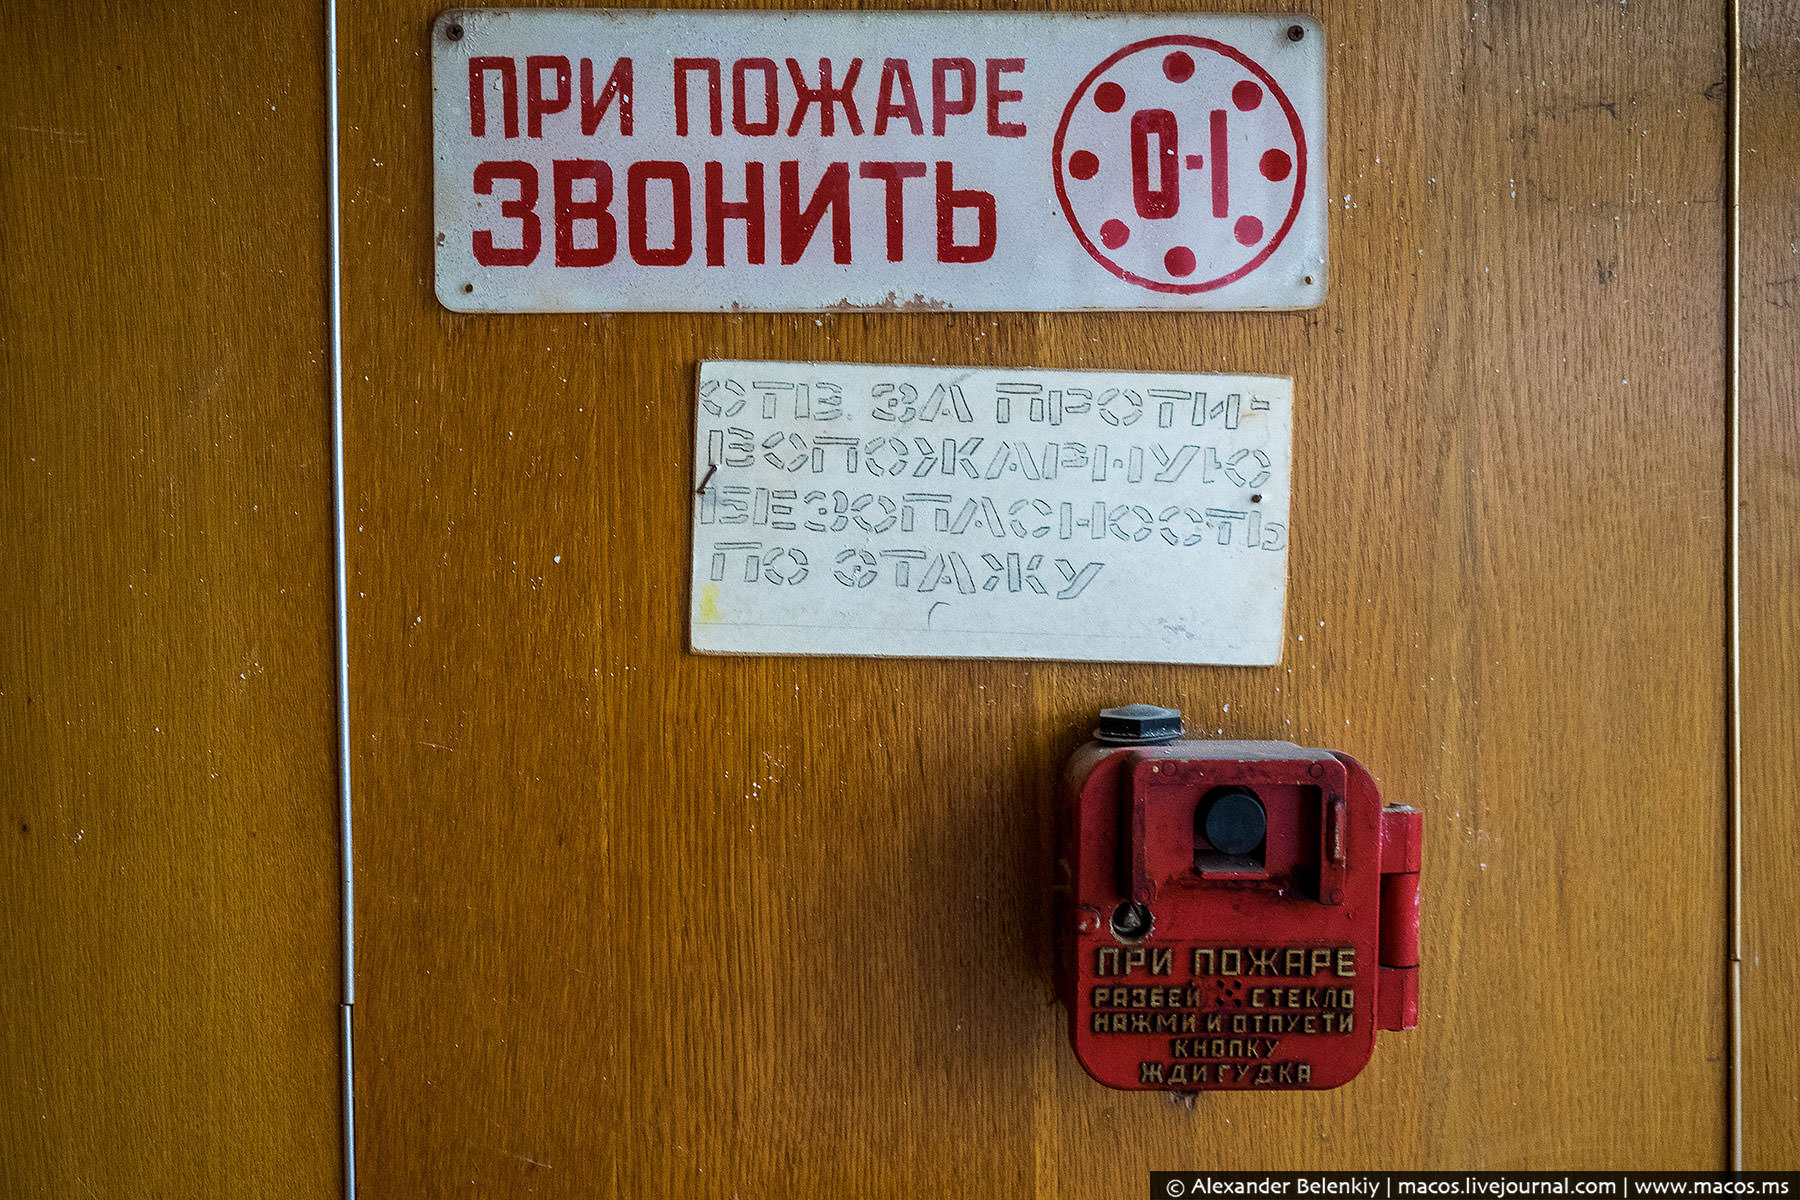 ПРИ ПОЖАРЕ
ЗВОНИТЬ
0-1
ОТВ. ЗА ПРОТИ-
ВОПОЖАРНУЮ
БЕЗОПАСНОСТЬ
ПО ЭТАЖУ
ПРИ ПОЖАРЕ
РАЗБЕЙ СТЕКЛО
НАЖМИ И ОТПУСТИ
КНОПКУ
ЖДИ ГУДКА
© Alexander Belenkiy | macos.livejournal.com | www.macos.ms